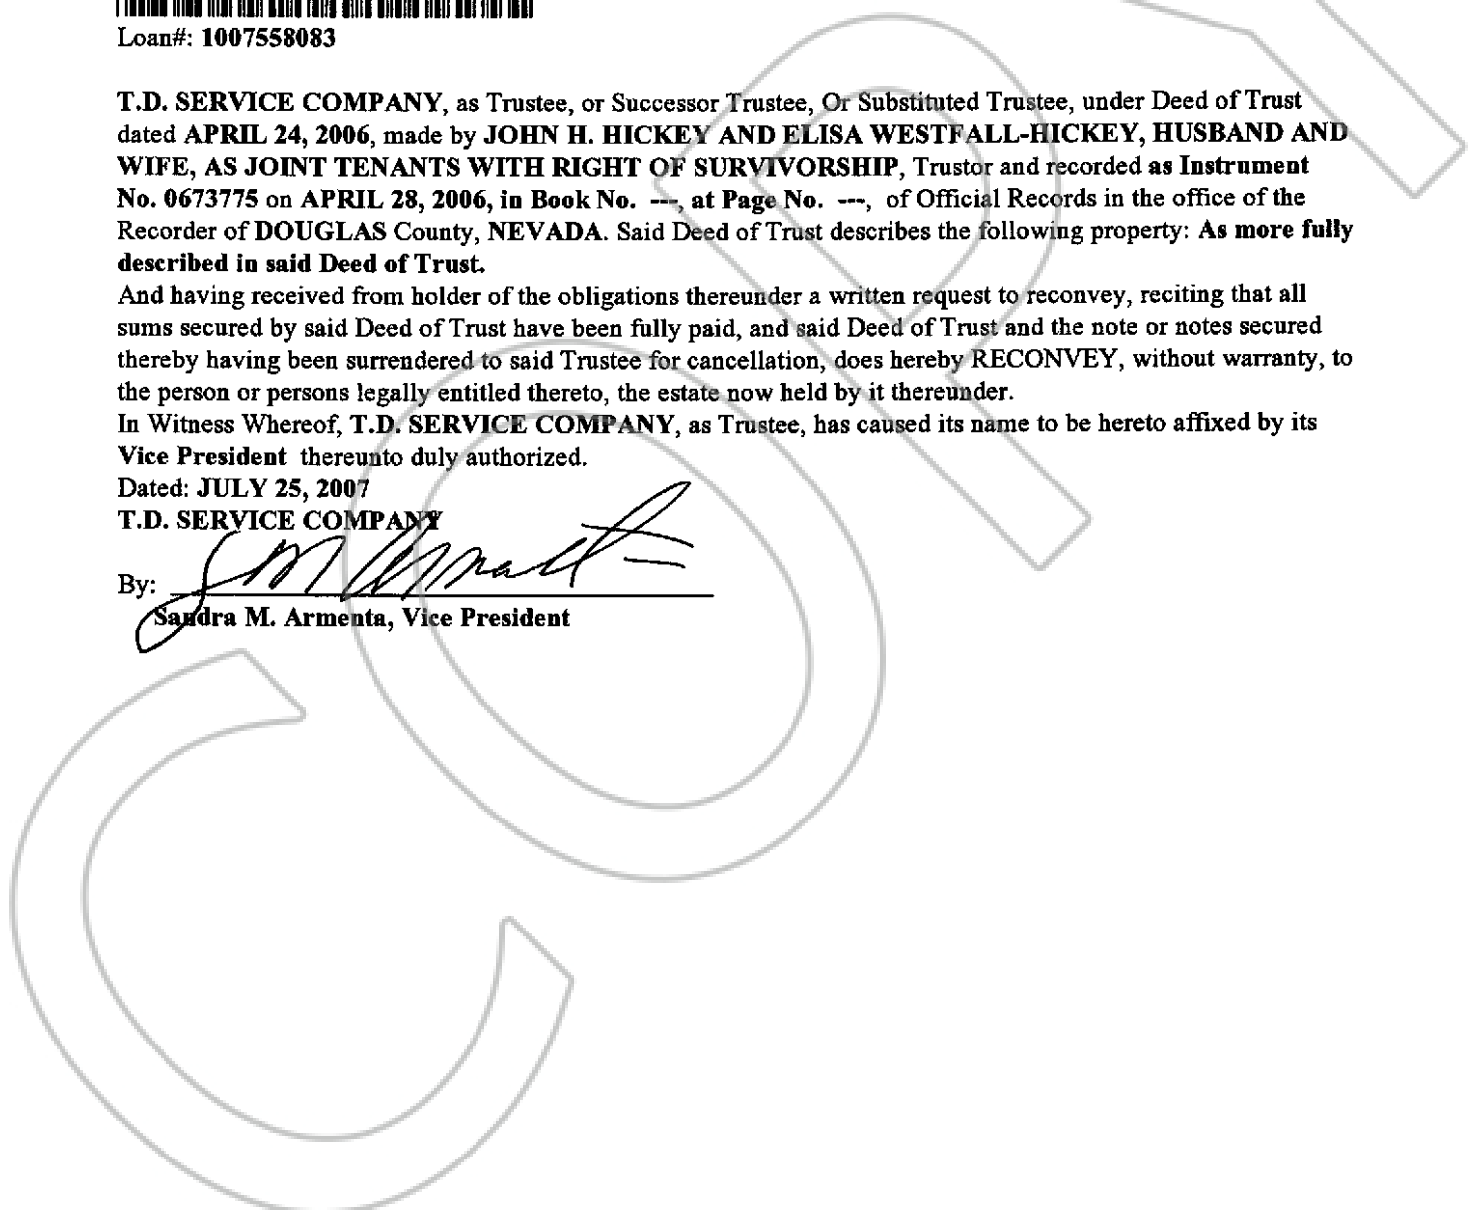 Loan#: 1007558083
T.D. SERVICE COMPANY, as Trustee, or Successor Trustee, Or Substituted Trustee, under Deed of Trust
dated APRIL 24, 2006, made by JOHN H. HICKEY AND ELISA WESTFALL-HICKEY, HUSBAND AND
WIFE, AS JOINT TENANTS WITH RIGHT OF SURVIVORSHIP, Trustor and recorded as Instrument
No. 0673775 on APRIL 28, 2006, in Book No. ---, at Page No. ---, of Official Records in the office of the
Recorder of DOUGLAS County, NEVADA. Said Deed of Trust describes the following property: As more fully
described in said Deed of Trust.
And having received from holder of the obligations thereunder a written request to reconvey, reciting that all
sums secured by said Deed of Trust have been fully paid, and said Deed of Trust and the note or notes secured
thereby having been surrendered to said Trustee for cancellation, does hereby RECONVEY, without warranty, to
the person or persons legally entitled thereto, the estate now held by it thereunder.
In Witness Whereof, T.D. SERVICE COMPANY, as Trustee, has caused its name to be hereto affixed by its
Vice President thereunto duly authorized.
Dated: JULY 25, 2007
T.D. SERVICE COMPANY
By:
Sandra M. Armenta, Vice President
COPY